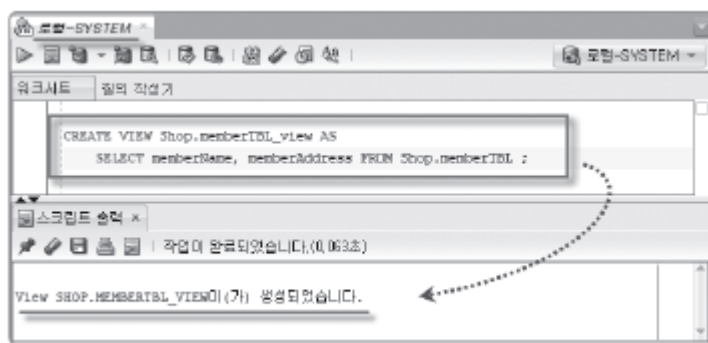 로컬-SYSTEM ×
로컬-SYSTEM
워크시트 질의 작성기
CREATE VIEW Shop.memberTBL_view AS
SELECT memberName, memberAddress FROM Shop.memberTBL ;
스크립트 출력 ×
작업이 완료되었습니다.(0.063초)
View SHOP.MEMBERTBL_VIEW이(가) 생성되었습니다.